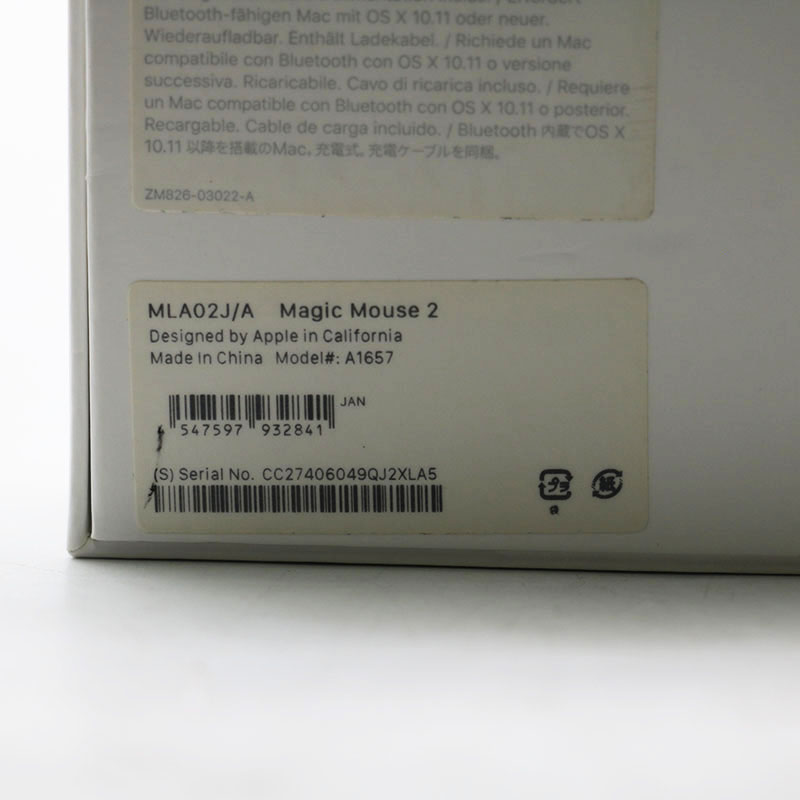 Bluetooth-fähigen Mac mit OS X 10.11 oder neuer.
Wiederaufladbar. Enthält Ladekabel. / Richiede un Mac
compatibile con Bluetooth con OS X 10.11 o versione
successiva. Ricaricabile. Cavo di ricarica incluso. / Requiere
un Mac compatible con Bluetooth con OS X 10.11 o posterior.
Recargable. Cable de carga incluido. / Bluetooth 内蔵でOS X
10.11 以降を搭載のMac。充電式。充電ケーブルを同梱。
ZM826-03022-A
MLA02J/A Magic Mouse 2
Designed by Apple in California
Made In China Model#: A1657
JAN
547597 932841
(S) Serial No. CC27406049QJ2XLA5
プラ 紙